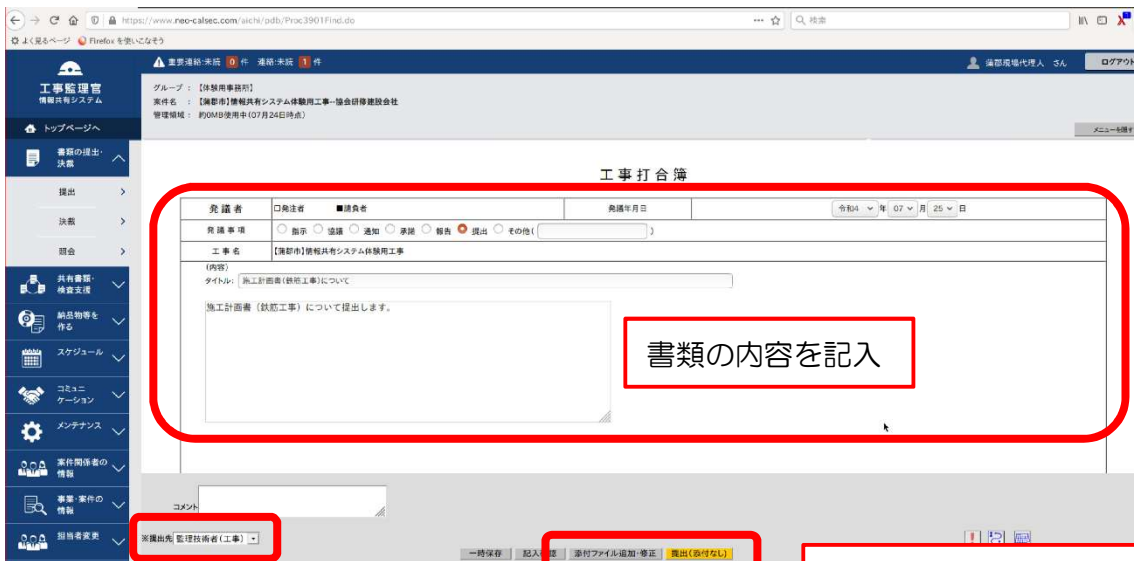 https://www.neo-calsec.com/aichi/pdb/Proc3901Find.do
検索
よく見るページ Firefox を使いこなそう
重要連絡:未読 0 件 連絡:未読 1 件
蒲郡現場代理人 さん
ログアウト
工事監理官
情報共有システム
グループ : 【体験用事務所】
案件名 : 【蒲郡市】情報共有システム体験用工事--協会研修建設会社
管理領域 : 約0MB使用中(07月24日時点)
メニューを隠す
トップページへ
書類の提出・
決裁
提出
決裁
照会
共有書類・
検査支援
納品物等を
作る
スケジュール
コミュニ
ケーション
メンテナンス
案件関係者の
情報
事業・案件の
情報
担当者変更
工事打合簿
発議者 □発注者 ■請負者 発議年月日 令和4 年 07 月 25 日
発議事項 指示 協議 通知 承諾 報告 提出 その他( )
工事名 【蒲郡市】情報共有システム体験用工事
(内容)
タイトル: 施工計画書(鉄筋工事)について
施工計画書（鉄筋工事）について提出します。
書類の内容を記入
コメント
※提出先 監理技術者(工事)
一時保存 記入確認 添付ファイル追加・修正 提出(添付なし)